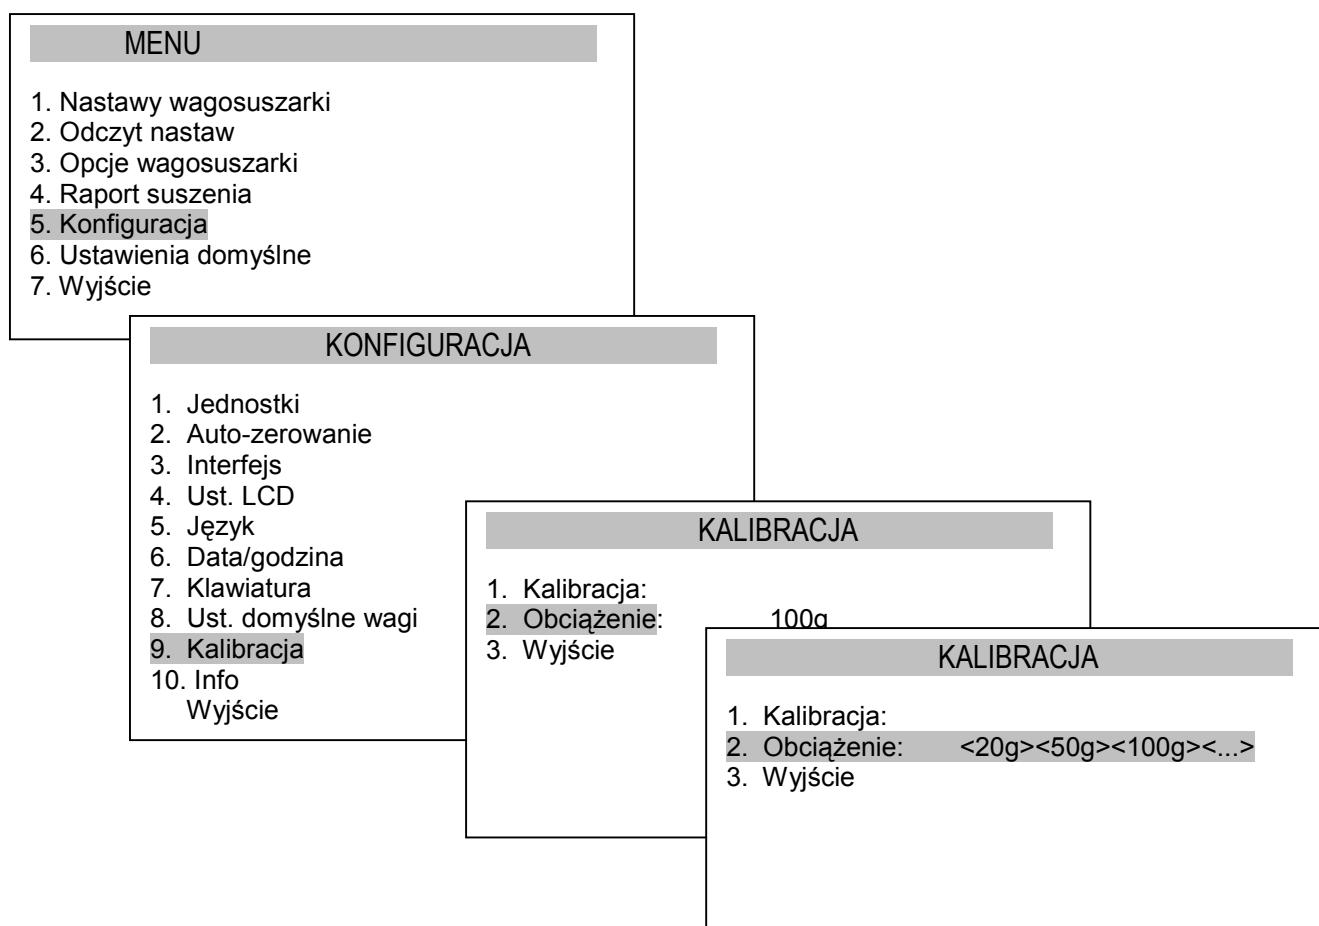 MENU
1. Nastawy wagosuszarki
2. Odczyt nastaw
3. Opcje wagosuszarki
4. Raport suszenia
5. Konfiguracja
6. Ustawienia domyślne
7. Wyjście
KONFIGURACJA
1. Jednostki
2. Auto-zerowanie
3. Interfejs
4. Ust. LCD
5. Język
6. Data/godzina
7. Klawiatura
8. Ust. domyślne wagi
9. Kalibracja
10. Info
Wyjście
KALIBRACJA
1. Kalibracja:
2. Obciążenie: 100g
3. Wyjście
KALIBRACJA
1. Kalibracja:
2. Obciążenie: <20g><50g><100g><...>
3. Wyjście